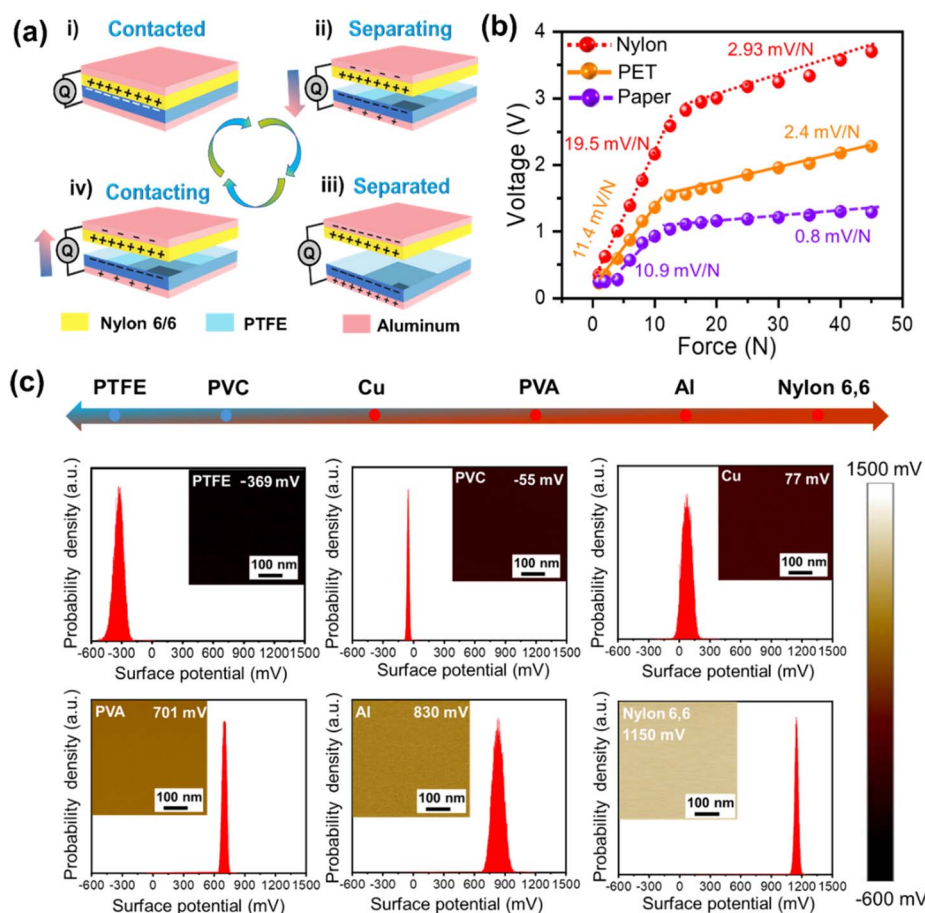 (a)
i) Contacted
ii) Separating
Q
Q
iv) Contacting
iii) Separated
Q
Q
Nylon 6/6
PTFE
Aluminum
(b)
Nylon
PET
Paper
2.93 mV/N
19.5 mV/N
2.4 mV/N
11.4 mV/N
10.9 mV/N
0.8 mV/N
Voltage (V)
4
3
2
1
0
0 10 20 30 40 50
Force (N)
(c)
PTFE PVC Cu PVA Al Nylon 6,6
Probability density (a.u.)
PTFE -369 mV
100 nm
-600 -300 0 300 600 900 1200 1500
Surface potential (mV)
Probability density (a.u.)
PVC -55 mV
100 nm
-600 -300 0 300 600 900 1200 1500
Surface potential (mV)
Probability density (a.u.)
Cu 77 mV
100 nm
-600 -300 0 300 600 900 1200 1500
Surface potential (mV)
Probability density (a.u.)
PVA 701 mV
100 nm
-600 -300 0 300 600 900 1200 1500
Surface potential (mV)
Probability density (a.u.)
Al 830 mV
100 nm
-600 -300 0 300 600 900 1200 1500
Surface potential (mV)
Probability density (a.u.)
Nylon 6,6
1150 mV
100 nm
-600 -300 0 300 600 900 1200 1500
Surface potential (mV)
1500 mV
-600 mV